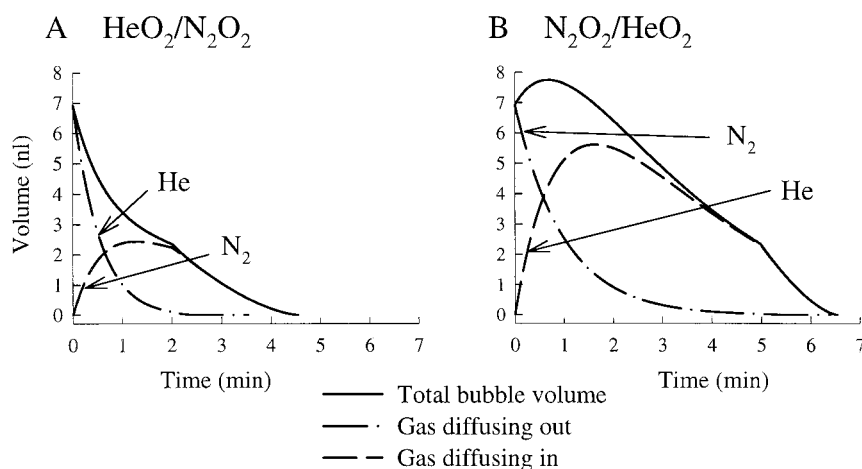 A HeO₂/N₂O₂
8
7
6
5
4
3
2
1
0
Volume (nl)
He
N₂
0 1 2 3 4 5 6 7
Time (min)
B N₂O₂/HeO₂
8
7
6
5
4
3
2
1
0
N₂
He
0 1 2 3 4 5 6 7
Time (min)
Total bubble volume
Gas diffusing out
Gas diffusing in